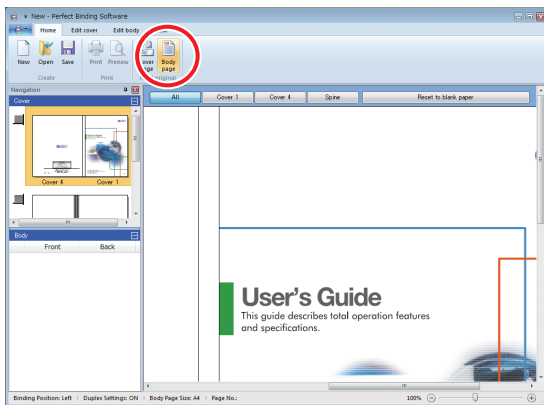 New - Perfect Binding Software
Home Edit cover Edit body
New Open Save Print Preview Cover page Body page
Create Print original
Navigation
Cover
Cover 4 Cover 1
Body
Front Back
All Cover 1 Cover 4 Spine Reset to blank paper
User's Guide
This guide describes total operation features
and specifications.
Binding Position: Left Duplex Settings: ON Body Page Size: A4 Page No.: 100%